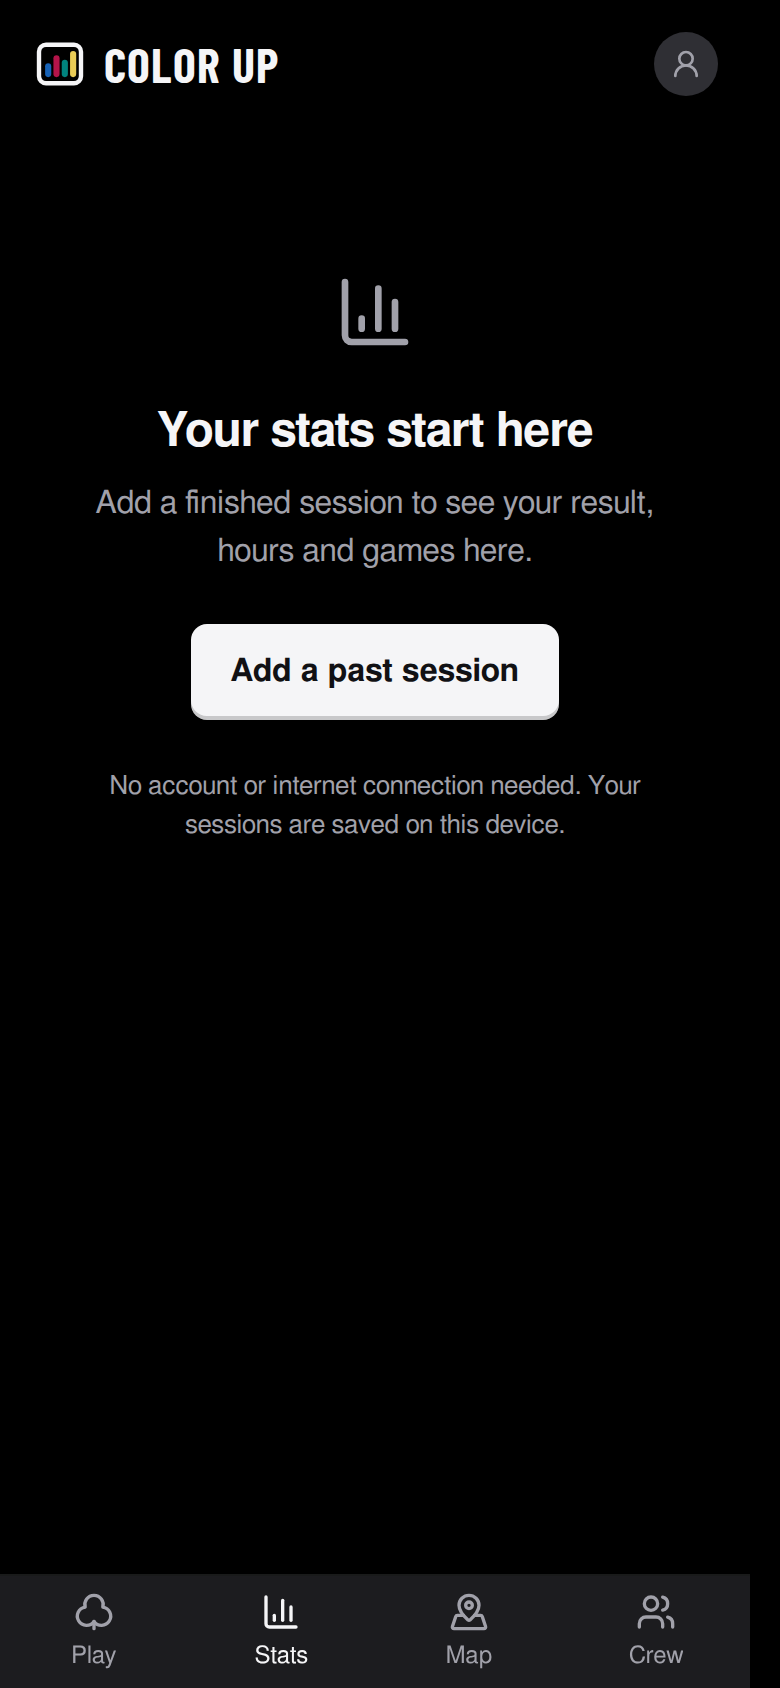 COLOR UP
Your stats start here
Add a finished session to see your result,
hours and games here.
Add a past session
No account or internet connection needed. Your
sessions are saved on this device.
Play
Stats
Map
Crew